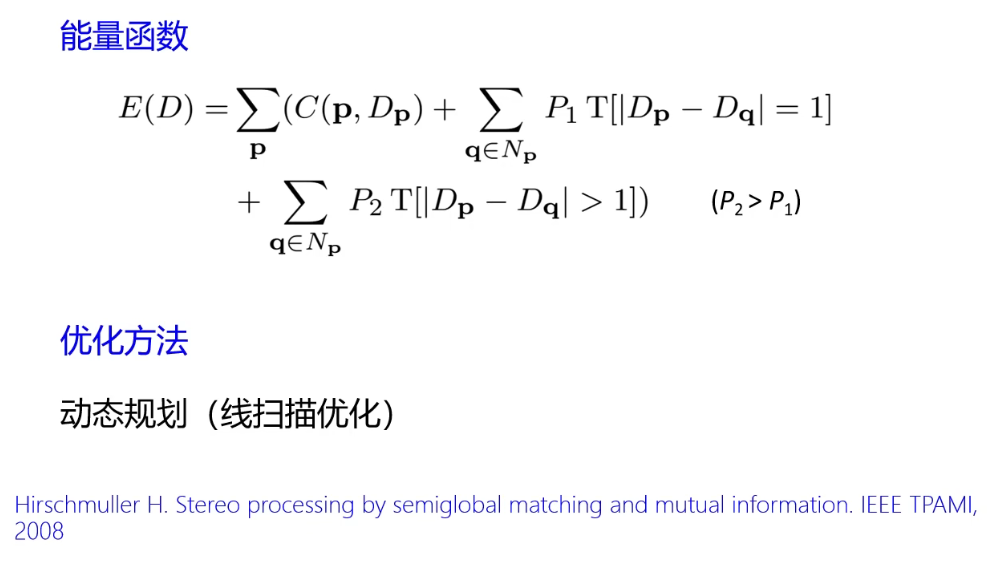 能量函数
E(D) = ∑_p (C(p, D_p) + ∑_{q∈N_p} P_1 T[|D_p − D_q| = 1]
+ ∑_{q∈N_p} P_2 T[|D_p − D_q| > 1]) (P_2 > P_1)
优化方法
动态规划（线扫描优化）
Hirschmuller H. Stereo processing by semiglobal matching and mutual information. IEEE TPAMI,
2008